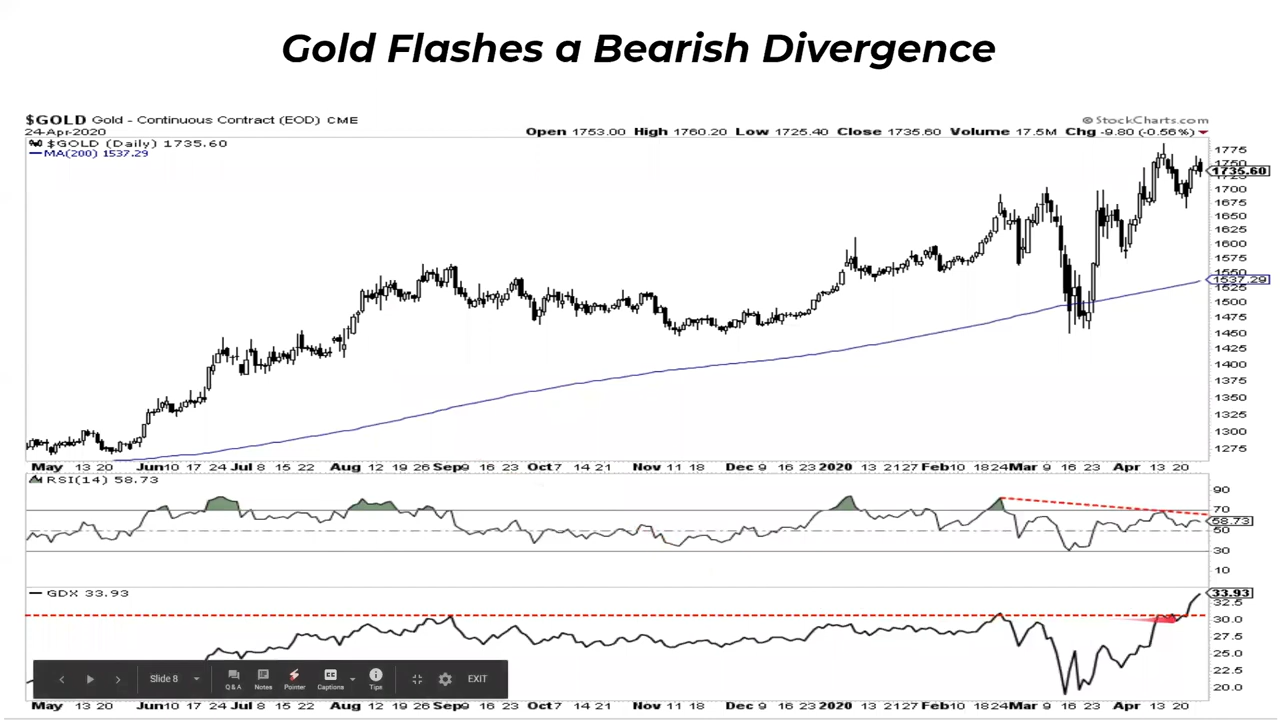 Gold Flashes a Bearish Divergence
$GOLD Gold - Continuous Contract (EOD) CME
© StockCharts.com
24-Apr-2020
Open 1753.00 High 1760.20 Low 1725.40 Close 1735.60 Volume 17.5M Chg -9.80 (-0.56%)
$GOLD (Daily) 1735.60
MA(200) 1537.29
1775
1750
1735.60
1725
1700
1675
1650
1625
1600
1575
1550
1537.29
1525
1500
1475
1450
1425
1400
1375
1350
1325
1300
1275
May 13 20 Jun 10 17 24 Jul 8 15 22 Aug 12 19 26 Sep 9 16 23 Oct 7 14 21 Nov 11 18 Dec 9 16 23 2020 13 21 27 Feb 10 18 24 Mar 9 16 23 Apr 13 20
RSI(14) 58.73
90
70
58.73
50
30
10
GDX 33.93
33.93
32.5
30.0
27.5
25.0
22.5
20.0
Slide 8
Q & A
Notes
Pointer
Captions
Tips
EXIT
May 13 20 Jun 10 17 24 Jul 8 15 22 Aug 12 19 26 Sep 9 16 23 Oct 7 14 21 Nov 11 18 Dec 9 16 23 2020 13 21 27 Feb 10 18 24 Mar 9 16 23 Apr 13 20